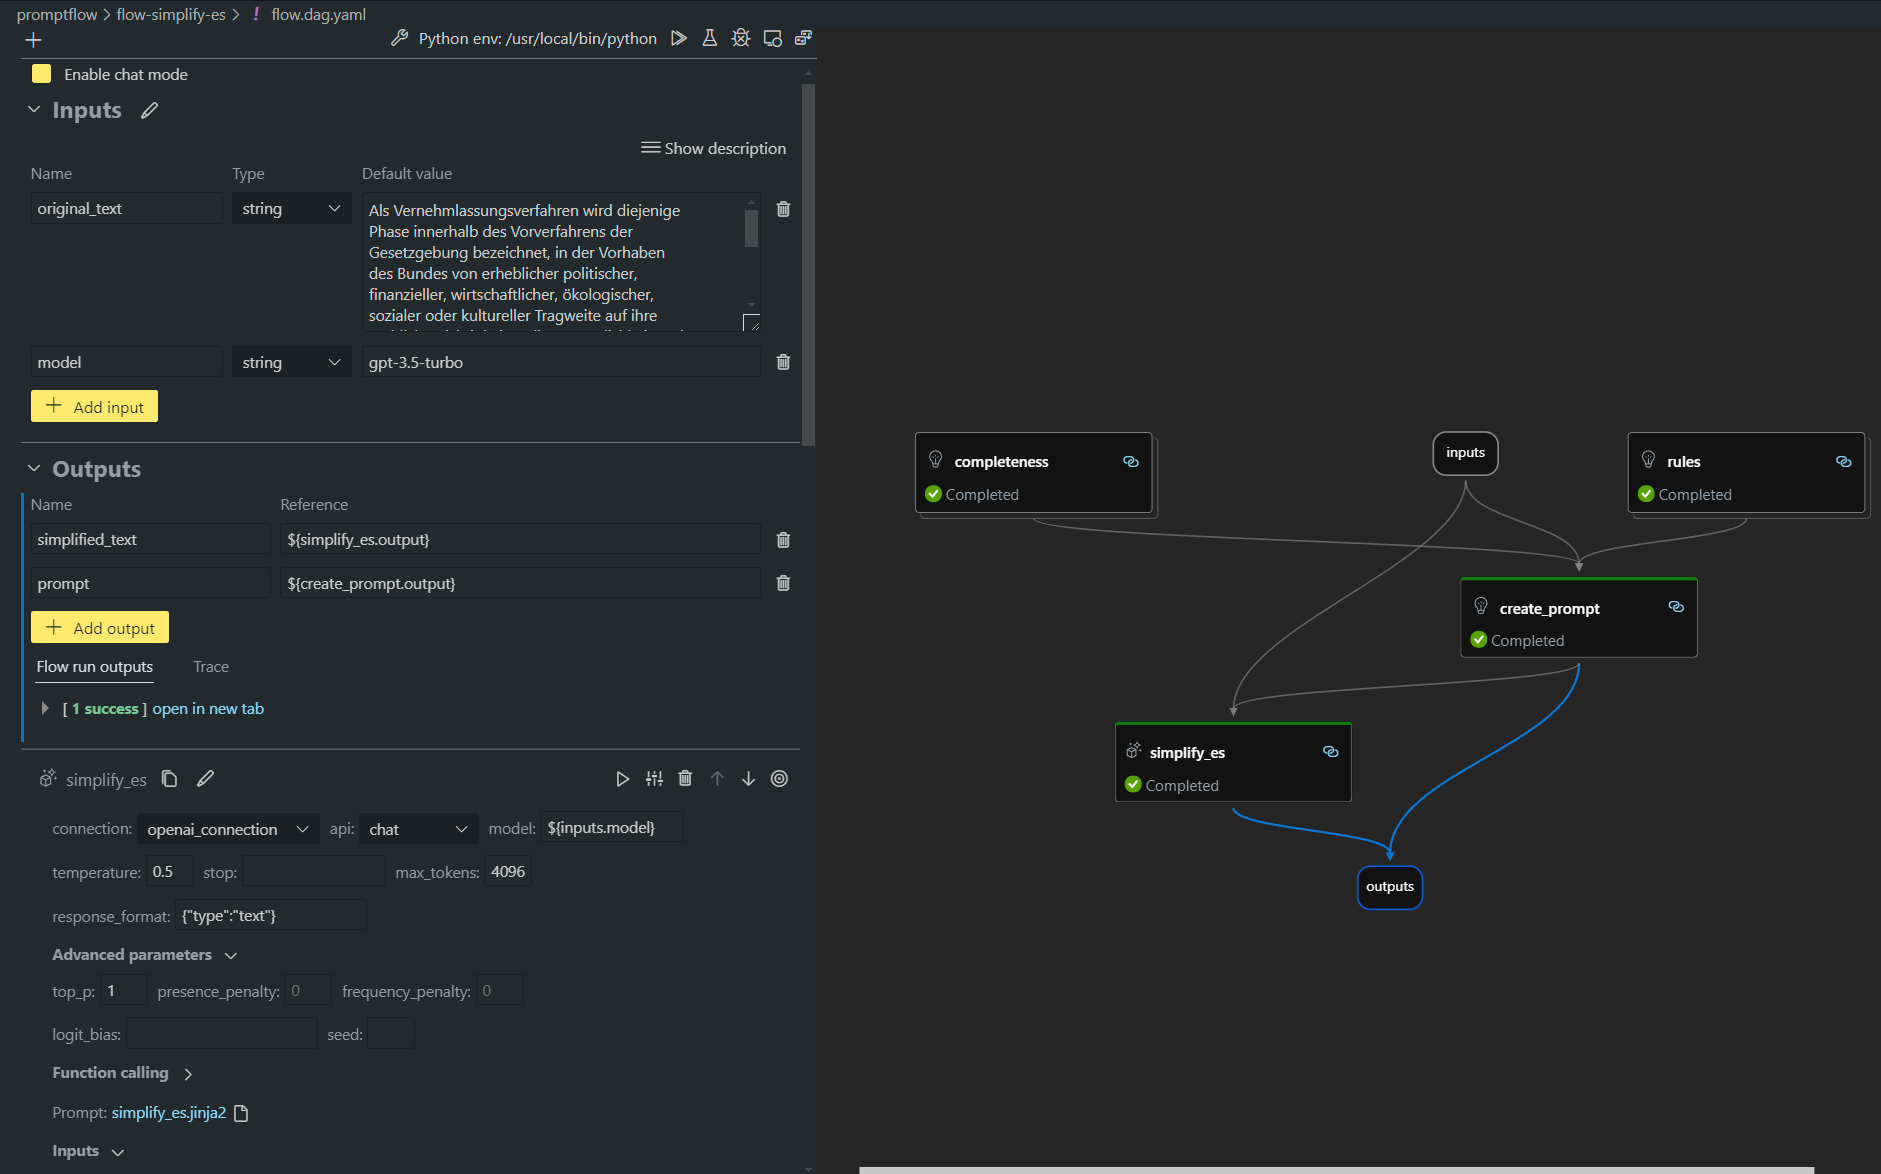 promptflow > flow-simplify-es > ! flow.dag.yaml
Python env: /usr/local/bin/python
Enable chat mode
Inputs
Show description
Name Type Default value
original_text string
Als Vernehmlassungsverfahren wird diejenige
Phase innerhalb des Vorverfahrens der
Gesetzgebung bezeichnet, in der Vorhaben
des Bundes von erheblicher politischer,
finanzieller, wirtschaftlicher, ökologischer,
sozialer oder kultureller Tragweite auf ihre
model string gpt-3.5-turbo
+ Add input
Outputs
Name Reference
simplified_text ${simplify_es.output}
prompt ${create_prompt.output}
+ Add output
Flow run outputs Trace
[ 1 success ] open in new tab
simplify_es
connection: openai_connection api: chat model: ${inputs.model}
temperature: 0.5 stop: max_tokens: 4096
response_format: {"type":"text"}
Advanced parameters
top_p: 1 presence_penalty: 0 frequency_penalty: 0
logit_bias: seed:
Function calling
Prompt: simplify_es.jinja2
Inputs
completeness
Completed
inputs
rules
Completed
create_prompt
Completed
simplify_es
Completed
outputs